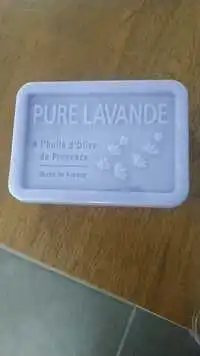 PURE LAVANDE
à l'huile d'Olive
de Provence
Made in France